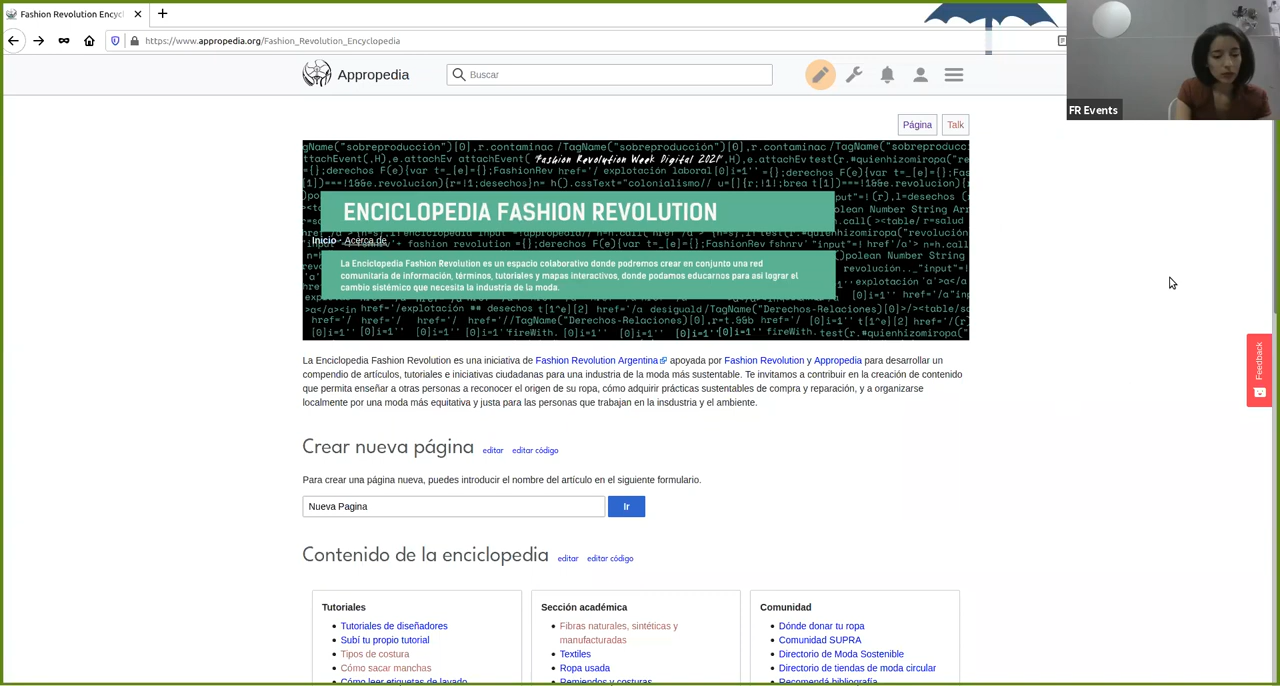 Fashion Revolution Encycl
https://www.appropedia.org/Fashion_Revolution_Encyclopedia
Appropedia
Buscar
FR Events
Página
Talk
"Fashion Revolution Week Digital 2021"
ENCICLOPEDIA FASHION REVOLUTION
Inicio · Acerca de
La Enciclopedia Fashion Revolution es un espacio colaborativo donde podremos crear en conjunto una red
comunitaria de información, términos, tutoriales y mapas interactivos, donde podamos educarnos para así lograr el
cambio sistémico que necesita la industria de la moda.
La Enciclopedia Fashion Revolution es una iniciativa de Fashion Revolution Argentina apoyada por Fashion Revolution y Appropedia para desarrollar un
compendio de artículos, tutoriales e iniciativas ciudadanas para una industria de la moda más sustentable. Te invitamos a contribuir en la creación de contenido
que permita enseñar a otras personas a reconocer el origen de su ropa, cómo adquirir prácticas sustentables de compra y reparación, y a organizarse
localmente por una moda más equitativa y justa para las personas que trabajan en la insdustria y el ambiente.
Feedback
Crear nueva página editar editar código
Para crear una página nueva, puedes introducir el nombre del artículo en el siguiente formulario.
Nueva Pagina
Ir
Contenido de la enciclopedia editar editar código
Tutoriales
Tutoriales de diseñadores
Subí tu propio tutorial
Tipos de costura
Cómo sacar manchas
Cómo leer etiquetas de lavado
Sección académica
Fibras naturales, sintéticas y
manufacturadas
Textiles
Ropa usada
Remiendos y costuras
Comunidad
Dónde donar tu ropa
Comunidad SUPRA
Directorio de Moda Sostenible
Directorio de tiendas de moda circular
Recomendá bibliografía